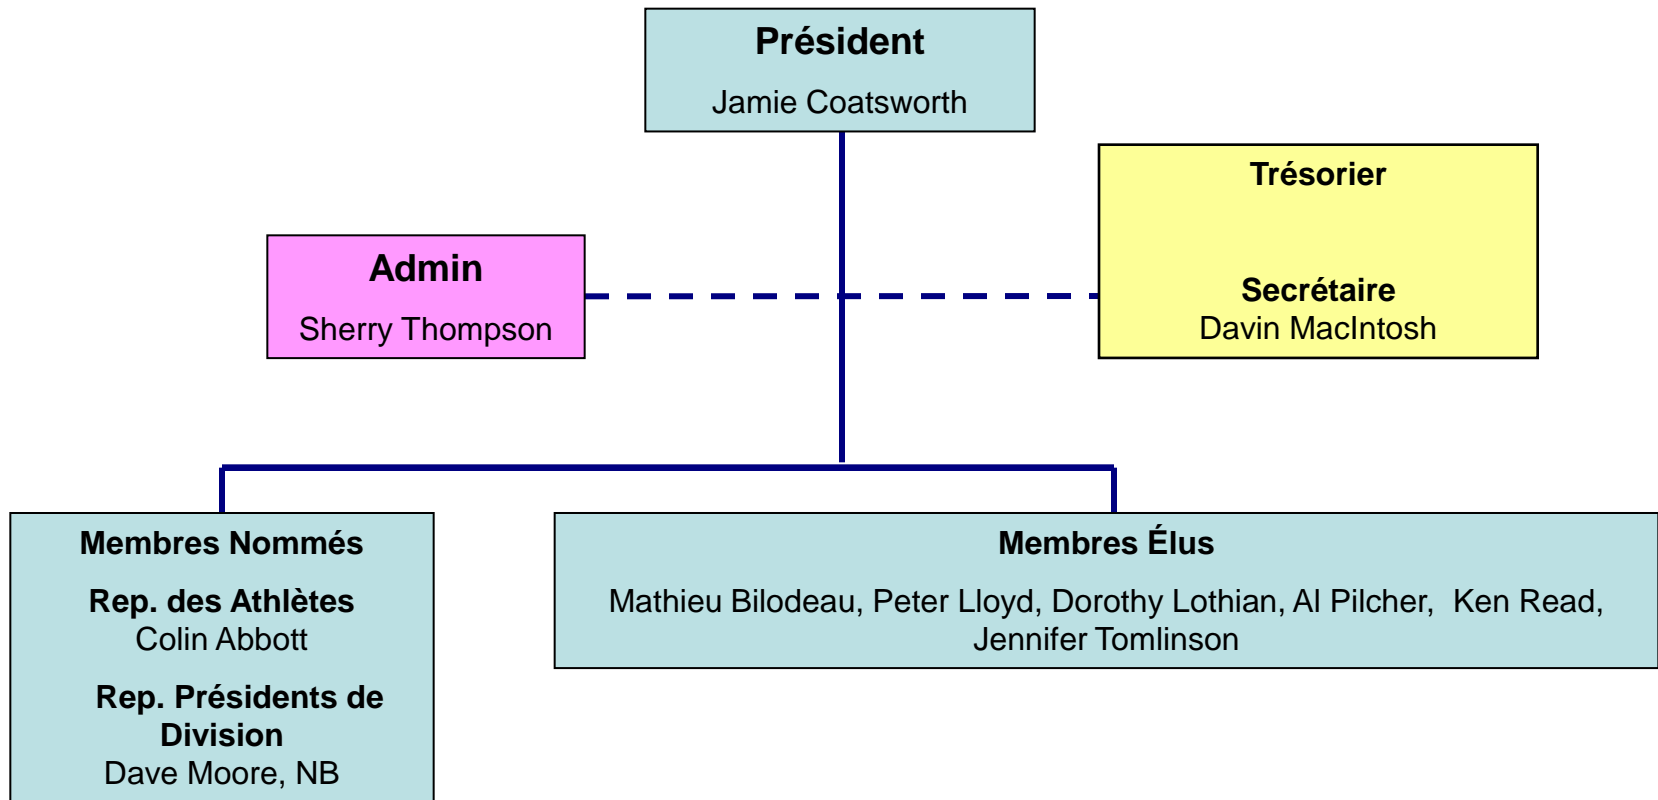 Président
Jamie Coatsworth
Trésorier
Secrétaire
Davin MacIntosh
Admin
Sherry Thompson
Membres Nommés
Rep. des Athlètes
Colin Abbott
Rep. Présidents de
Division
Dave Moore, NB
Membres Élus
Mathieu Bilodeau, Peter Lloyd, Dorothy Lothian, Al Pilcher, Ken Read,
Jennifer Tomlinson